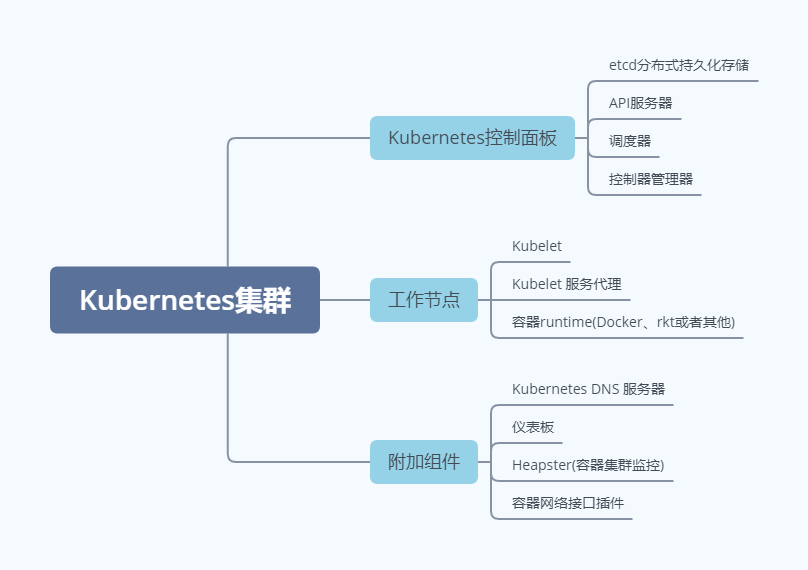 Kubernetes集群
Kubernetes控制面板
etcd分布式持久化存储
API服务器
调度器
控制器管理器
工作节点
Kubelet
Kubelet 服务代理
容器runtime(Docker、rkt或者其他)
附加组件
Kubernetes DNS 服务器
仪表板
Heapster(容器集群监控)
容器网络接口插件